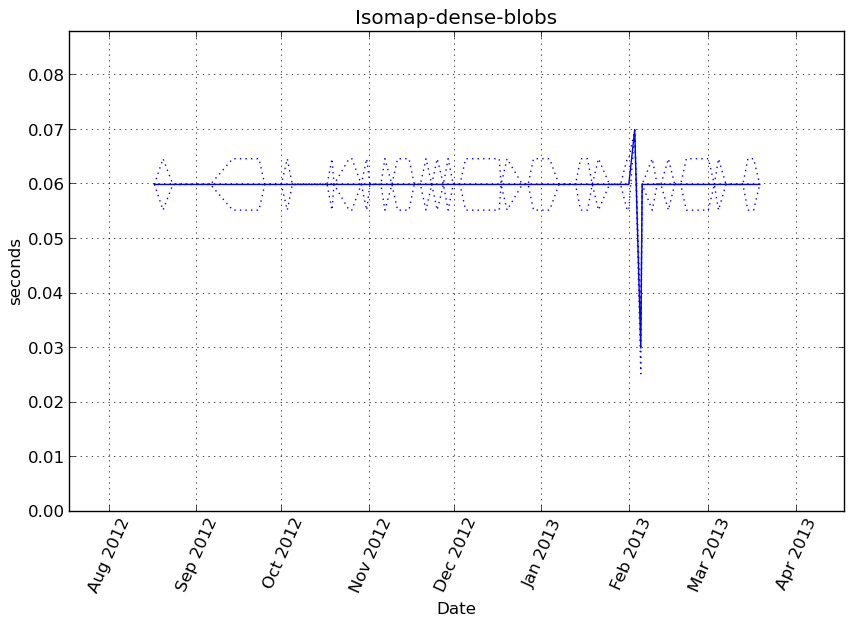 Isomap-dense-blobs
0.08
0.07
0.06
0.05
0.04
0.03
0.02
0.01
0.00
seconds
Aug 2012
Sep 2012
Oct 2012
Nov 2012
Dec 2012
Jan 2013
Feb 2013
Mar 2013
Apr 2013
Date